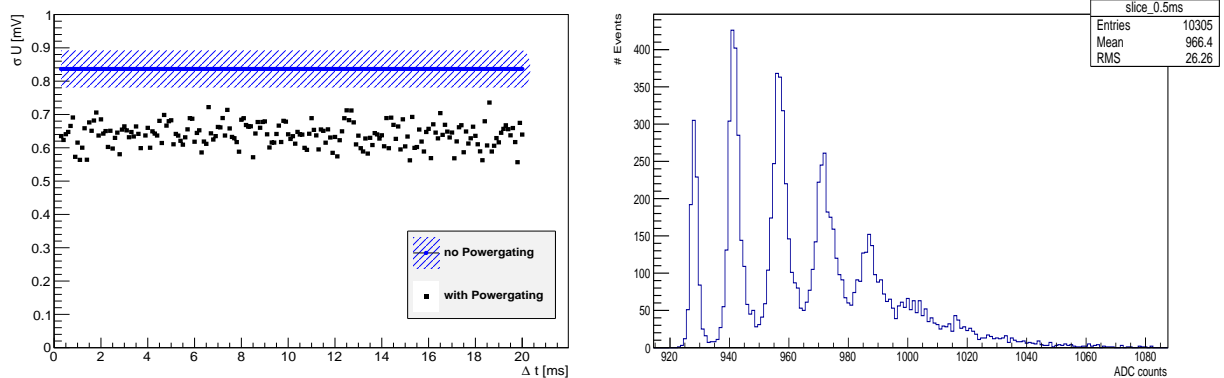 σ U [mV]
1
0.9
0.8
0.7
0.6
0.5
0.4
0.3
0.2
0.1
0
no Powergating
with Powergating
0 2 4 6 8 10 12 14 16 18 20
Δ t [ms]
# Events
400
350
300
250
200
150
100
50
0
slice_0.5ms
Entries 10305
Mean 966.4
RMS 26.26
920 940 960 980 1000 1020 1040 1060 1080
ADC counts